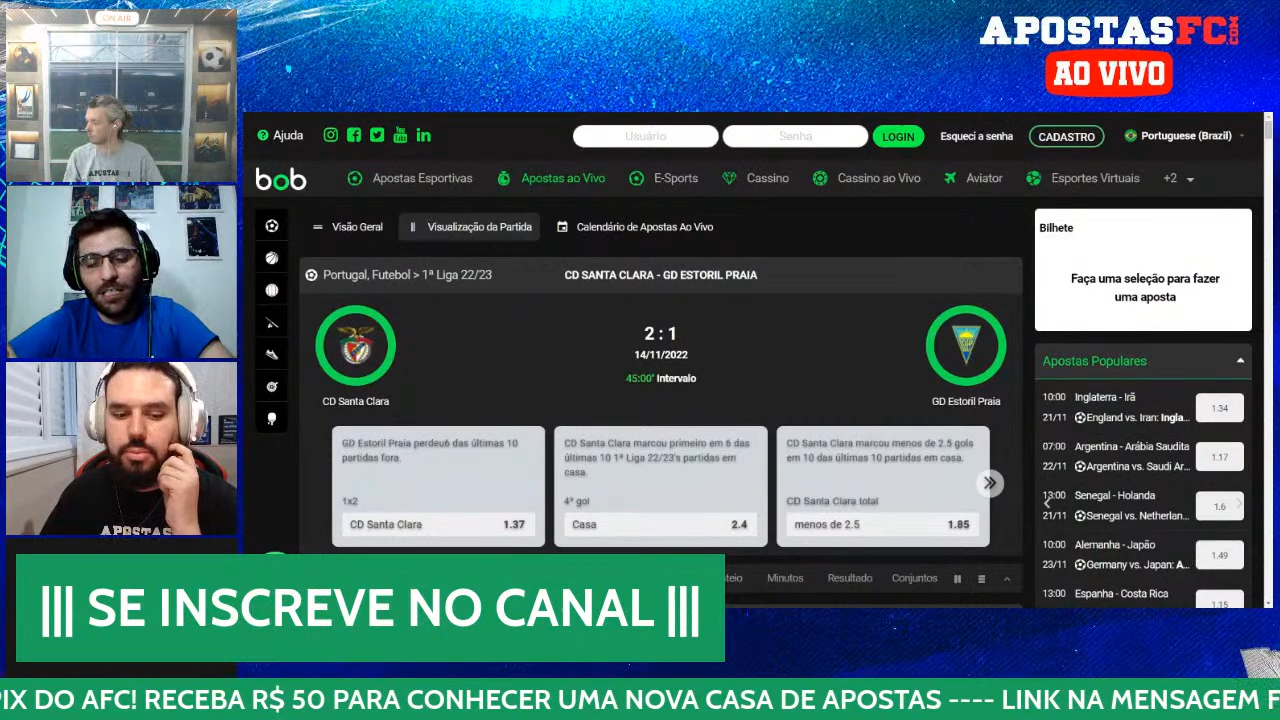 ON AIR
APOSTASFC.COM
AO VIVO
APOSTAS
APOSTAS
Ajuda
Usuário
Senha
LOGIN
Esqueci a senha
CADASTRO
Portuguese (Brazil)
bob
Apostas Esportivas
Apostas ao Vivo
E-Sports
Cassino
Cassino ao Vivo
Aviator
Esportes Virtuais
+2
Visão Geral
Visualização da Partida
Calendário de Apostas Ao Vivo
Portugal, Futebol > 1ª Liga 22/23
CD SANTA CLARA - GD ESTORIL PRAIA
2 : 1
14/11/2022
45:00' Intervalo
CD Santa Clara
GD Estoril Praia
GD Estoril Praia perdeu6 das últimas 10
partidas fora.
1x2
CD Santa Clara 1.37
CD Santa Clara marcou primeiro em 6 das
últimas 10 1ª Liga 22/23's partidas em
casa.
4º gol
Casa 2.4
CD Santa Clara marcou menos de 2.5 gols
em 10 das últimas 10 partidas em casa.
CD Santa Clara total
menos de 2.5 1.85
Minutos
Resultado
Conjuntos
Bilhete
Faça uma seleção para fazer
uma aposta
Apostas Populares
10:00 Inglaterra - Irã
21/11 England vs. Iran: Ingla... 1.34
07:00 Argentina - Arábia Saudita
22/11 Argentina vs. Saudi Ar... 1.17
13:00 Senegal - Holanda
21/11 Senegal vs. Netherlan... 1.6
10:00 Alemanha - Japão
23/11 Germany vs. Japan: A... 1.49
13:00 Espanha - Costa Rica
1.15
||| SE INSCREVE NO CANAL |||
PIX DO AFC! RECEBA R$ 50 PARA CONHECER UMA NOVA CASA DE APOSTAS ---- LINK NA MENSAGEM F